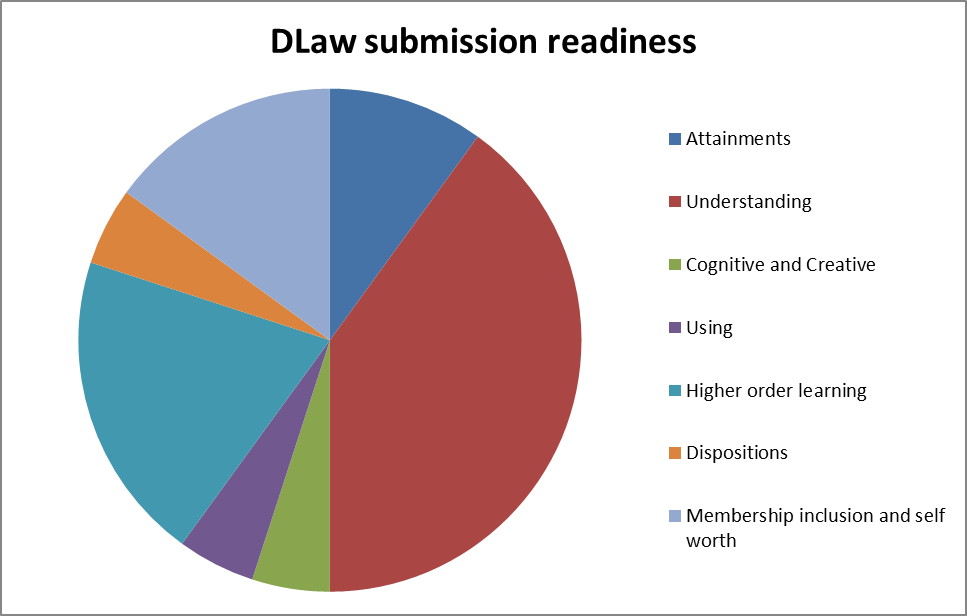 DLaw submission readiness
Attainments
Understanding
Cognitive and Creative
Using
Higher order learning
Dispositions
Membership inclusion and self
worth